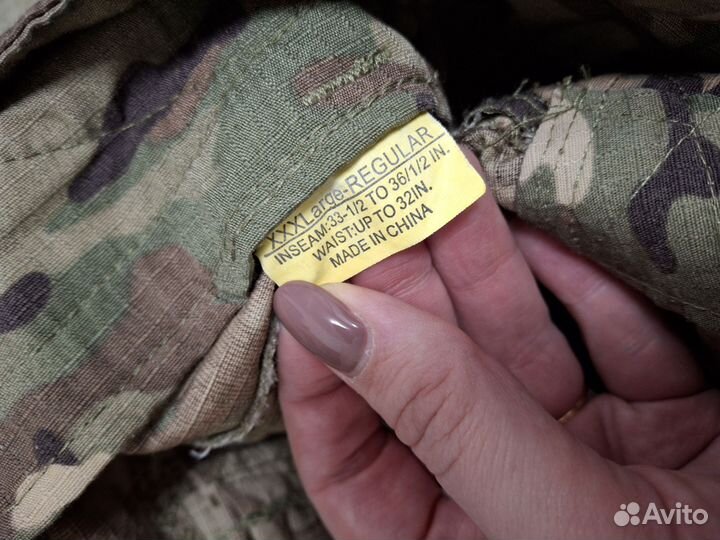 XXXLarge-REGULAR
INSEAM:33-1/2 TO 36/1/2 IN.
WAIST:UP TO 32IN.
MADE IN CHINA
Avito